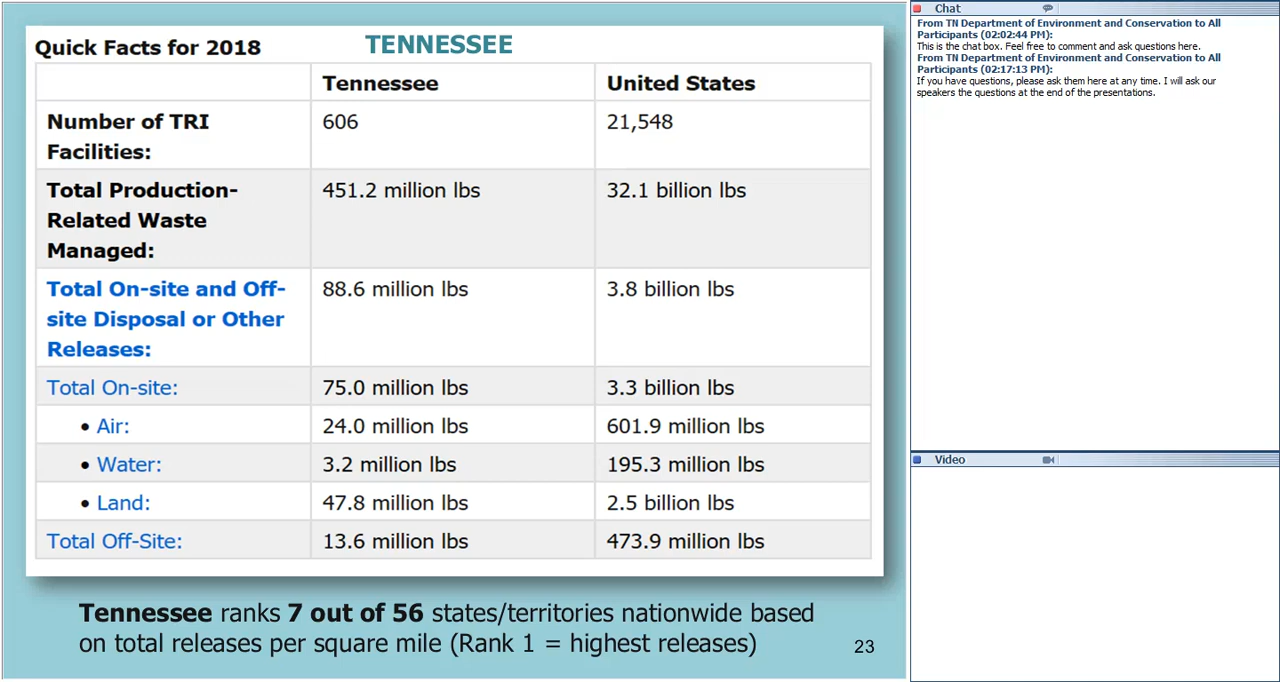 Quick Facts for 2018
TENNESSEE
Tennessee
United States
Number of TRI
Facilities:
606
21,548
Total Production-
Related Waste
Managed:
451.2 million lbs
32.1 billion lbs
Total On-site and Off-
site Disposal or Other
Releases:
88.6 million lbs
3.8 billion lbs
Total On-site:
75.0 million lbs
3.3 billion lbs
• Air:
24.0 million lbs
601.9 million lbs
• Water:
3.2 million lbs
195.3 million lbs
• Land:
47.8 million lbs
2.5 billion lbs
Total Off-Site:
13.6 million lbs
473.9 million lbs
Tennessee ranks 7 out of 56 states/territories nationwide based
on total releases per square mile (Rank 1 = highest releases)
23
Chat
From TN Department of Environment and Conservation to All
Participants (02:02:44 PM):
This is the chat box. Feel free to comment and ask questions here.
From TN Department of Environment and Conservation to All
Participants (02:17:13 PM):
If you have questions, please ask them here at any time. I will ask our
speakers the questions at the end of the presentations.
Video